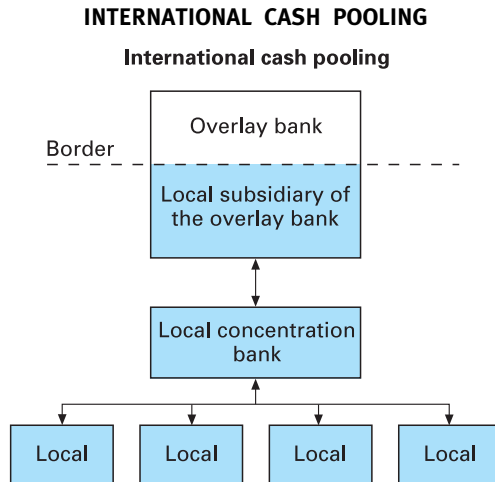 INTERNATIONAL CASH POOLING
International cash pooling
Overlay bank
Border
Local subsidiary of
the overlay bank
Local concentration
bank
Local Local Local Local